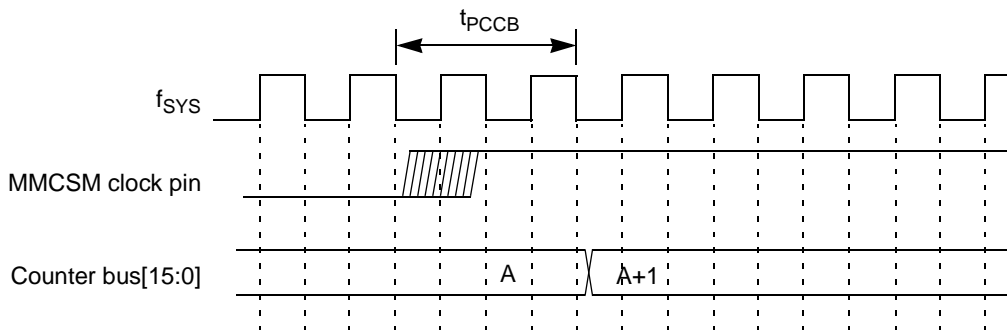 tPCCB
fSYS
MMCSM clock pin
Counter bus[15:0]
A
A+1